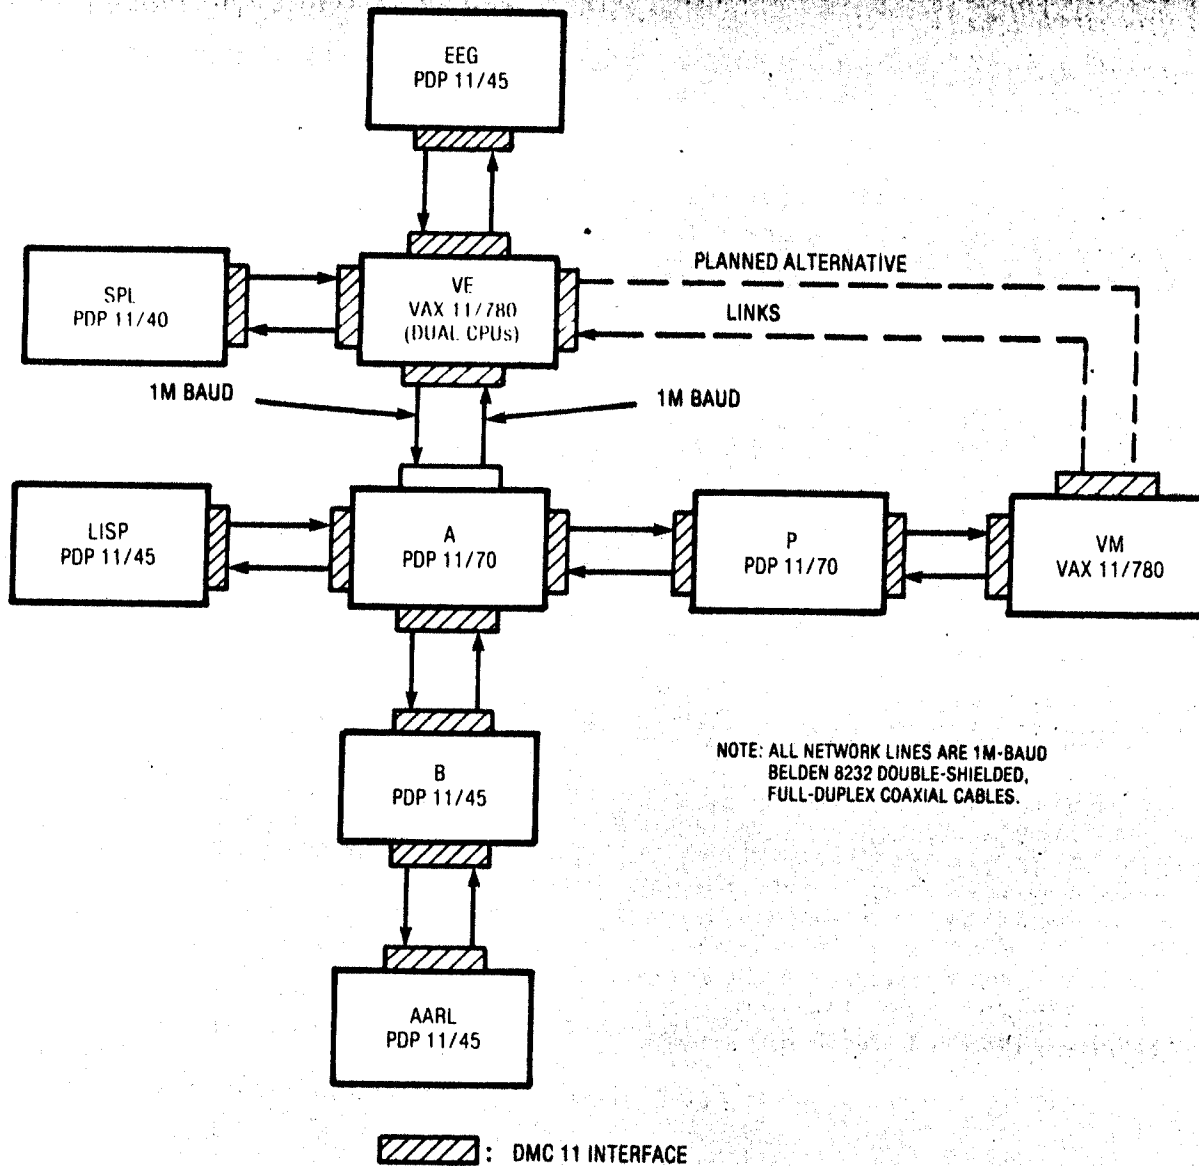 EEG
PDP 11/45
SPL
PDP 11/40
VE
VAX 11/780
(DUAL CPUs)
PLANNED ALTERNATIVE
LINKS
1M BAUD
1M BAUD
LISP
PDP 11/45
A
PDP 11/70
P
PDP 11/70
VM
VAX 11/780
B
PDP 11/45
NOTE: ALL NETWORK LINES ARE 1M-BAUD
BELDEN 8232 DOUBLE-SHIELDED,
FULL-DUPLEX COAXIAL CABLES.
AARL
PDP 11/45
: DMC 11 INTERFACE